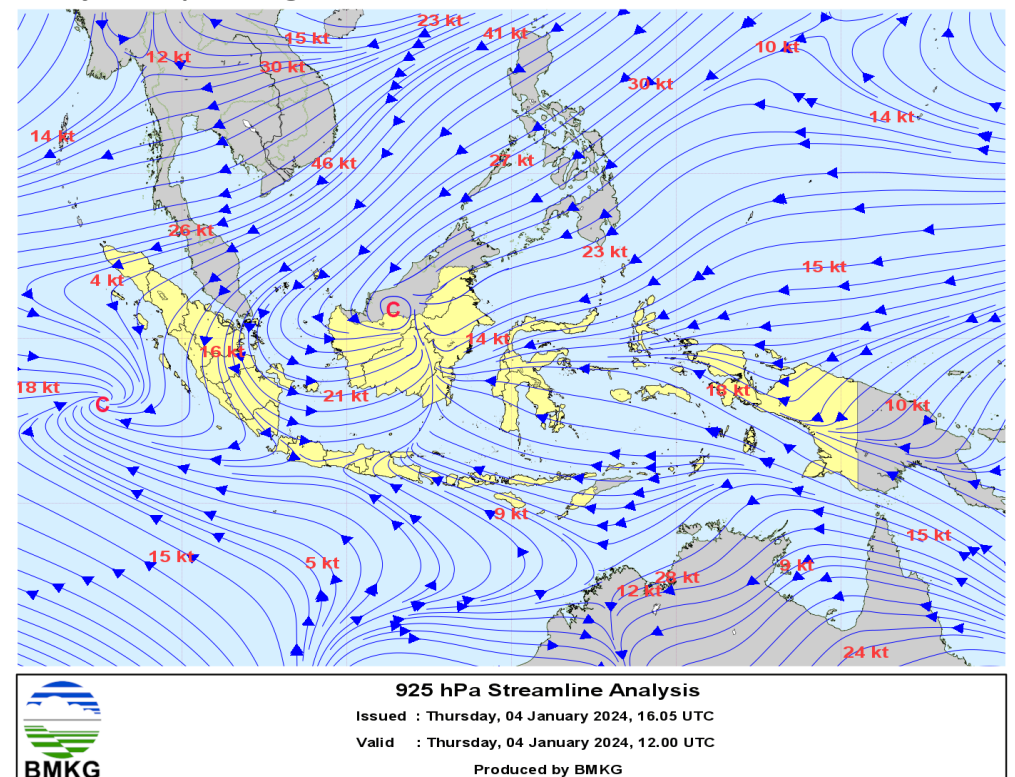 23 kt
15 kt
41 kt
10 kt
12 kt
30 kt
30 kt
14 kt
14 kt
46 kt
27 kt
26 kt
23 kt
15 kt
4 kt
C
14 kt
16 kt
18 kt
21 kt
18 kt
C
10 kt
9 kt
15 kt
15 kt
5 kt
9 kt
28 kt
12 kt
24 kt
925 hPa Streamline Analysis
Issued : Thursday, 04 January 2024, 16.05 UTC
Valid : Thursday, 04 January 2024, 12.00 UTC
Produced by BMKG
BMKG